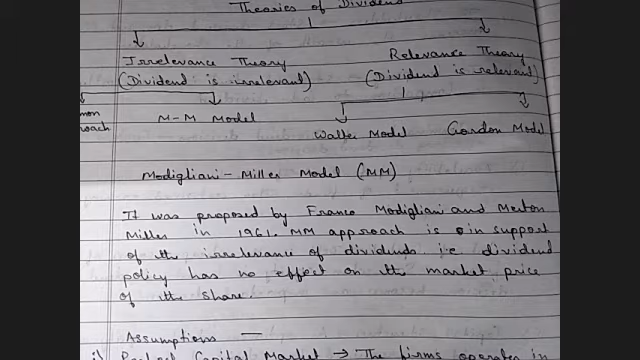 Theories of Dividend
Irrelevance Theory
(Dividend is irrelevant)
Relevance Theory
(Dividend is relevant)
M-M Model
Walter Model
Gordon Model
Modigliani - Miller Model (MM)
It was proposed by Franco Modigliani and Merton
Miller in 1961. MM approach is in support
of the irrelevance of dividends i.e dividend
policy has no effect on the market price
of the share.
Assumptions —
i) Perfect Capital Market → The firms operates in